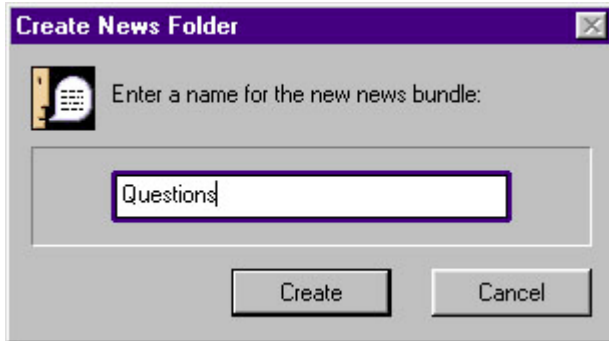 Create News Folder
Enter a name for the new news bundle:
Questions
Create Cancel